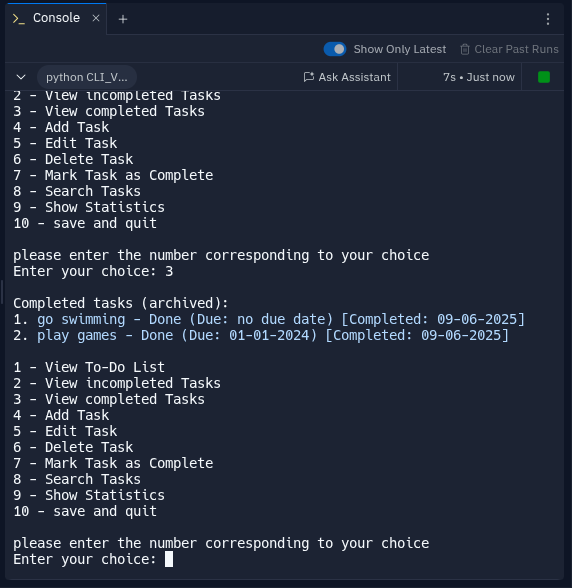 Console
Show Only Latest Clear Past Runs
python CLI_V... Ask Assistant 7s • Just now
2 - View incompleted Tasks
3 - View completed Tasks
4 - Add Task
5 - Edit Task
6 - Delete Task
7 - Mark Task as Complete
8 - Search Tasks
9 - Show Statistics
10 - save and quit
please enter the number corresponding to your choice
Enter your choice: 3
Completed tasks (archived):
1. go swimming - Done (Due: no due date) [Completed: 09-06-2025]
2. play games - Done (Due: 01-01-2024) [Completed: 09-06-2025]
1 - View To-Do List
2 - View incompleted Tasks
3 - View completed Tasks
4 - Add Task
5 - Edit Task
6 - Delete Task
7 - Mark Task as Complete
8 - Search Tasks
9 - Show Statistics
10 - save and quit
please enter the number corresponding to your choice
Enter your choice: